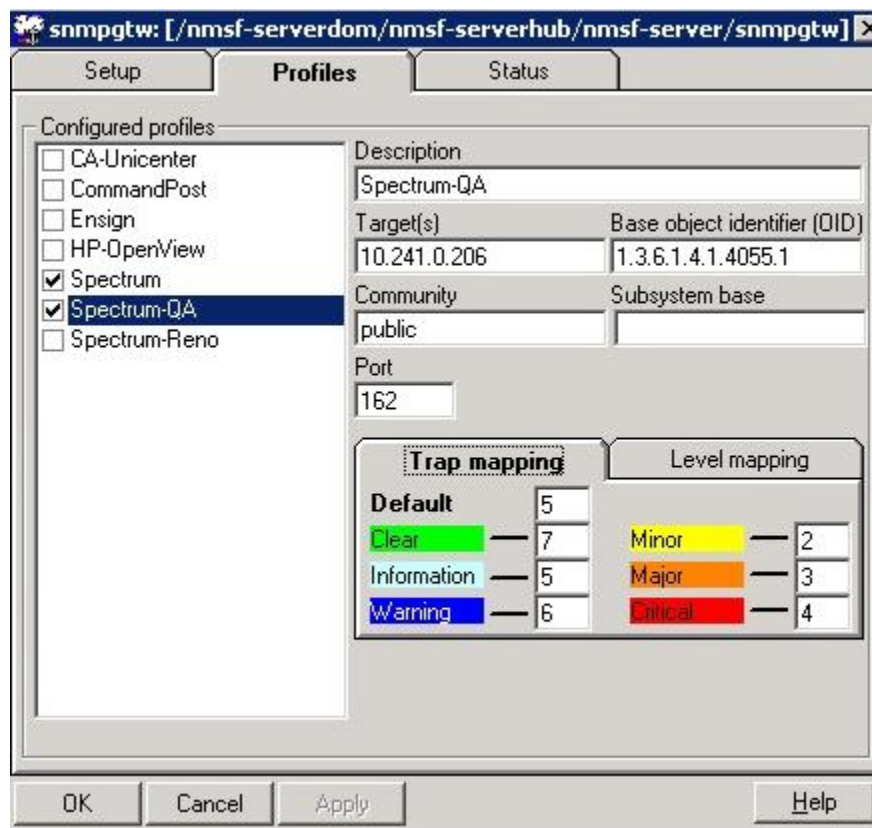 snmpgtw: [/nmsf-serverdom/nmsf-serverhub/nmsf-server/snmpgtw]
Setup Profiles Status
Configured profiles
CA-Unicenter
CommandPost
Ensign
HP-OpenView
Spectrum
Spectrum-QA
Spectrum-Reno
Description
Spectrum-QA
Target(s) Base object identifier (OID)
10.241.0.206 1.3.6.1.4.1.4055.1
Community Subsystem base
public
Port
162
Trap mapping Level mapping
Default 5
Clear 7 Minor 2
Information 5 Major 3
Warning 6 Critical 4
OK Cancel Apply Help